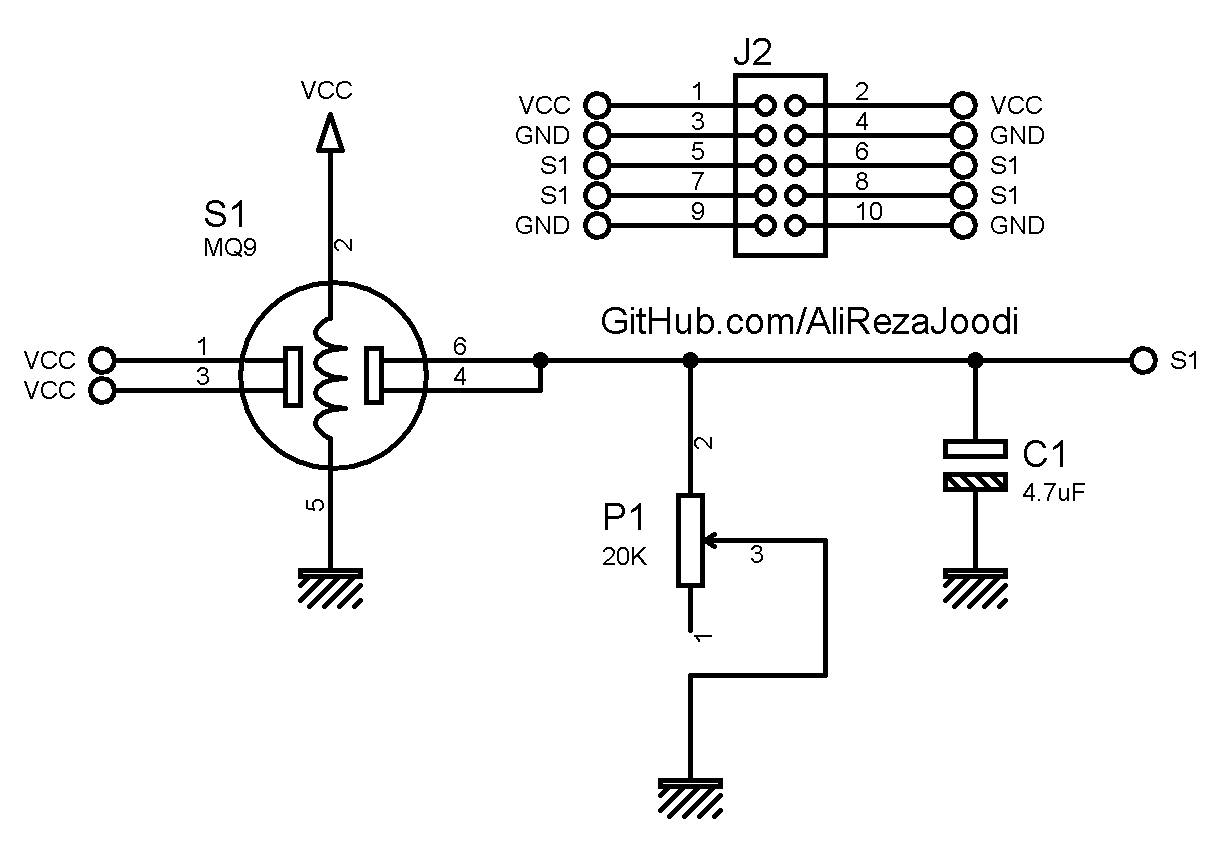 J2
VCC
VCC 1 2 VCC
GND 3 4 GND
S1 5 6 S1
S1 7 8 S1
GND 9 10 GND
S1
MQ9
2
GitHub.com/AliRezaJoodi
VCC 1 6 S1
VCC 3 4
2
C1
4.7uF
5
P1
20K
3
1